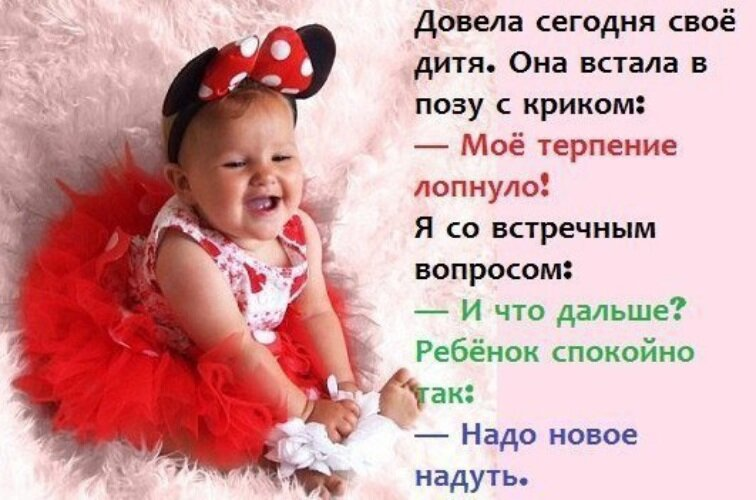 Довела сегодня своё
дитя. Она встала в
позу с криком:
— Моё терпение
лопнуло!
Я со встречным
вопросом:
— И что дальше?
Ребёнок спокойно
так:
— Надо новое
надуть.